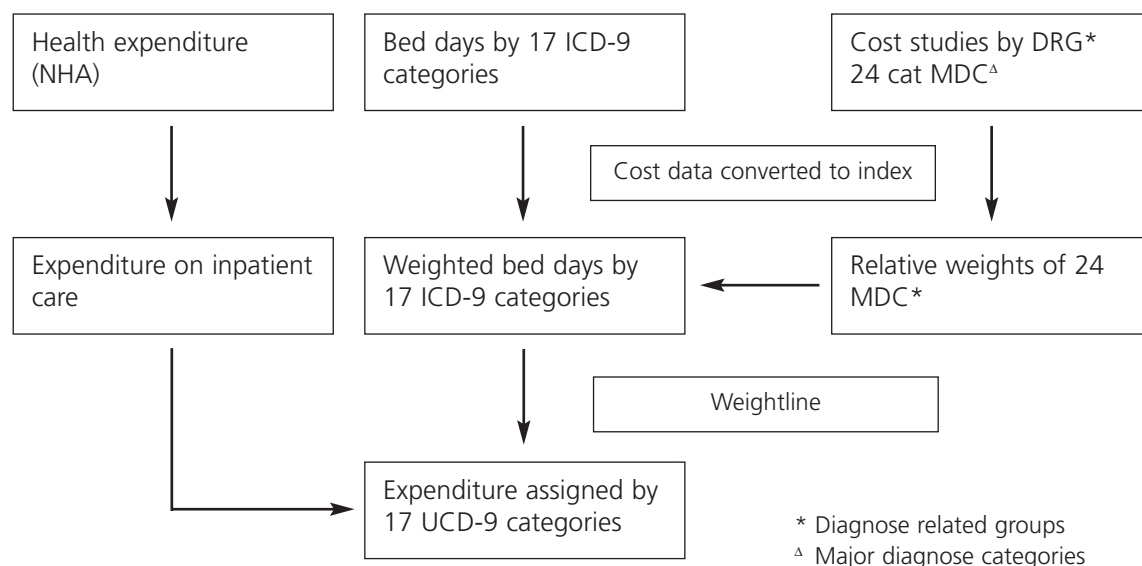 Health expenditure
(NHA)
Bed days by 17 ICD-9
categories
Cost studies by DRG*
24 cat MDCᐞ
Cost data converted to index
Expenditure on inpatient
care
Weighted bed days by
17 ICD-9 categories
Relative weights of 24
MDC*
Weightline
Expenditure assigned by
17 UCD-9 categories
* Diagnose related groups
ᐞ Major diagnose categories